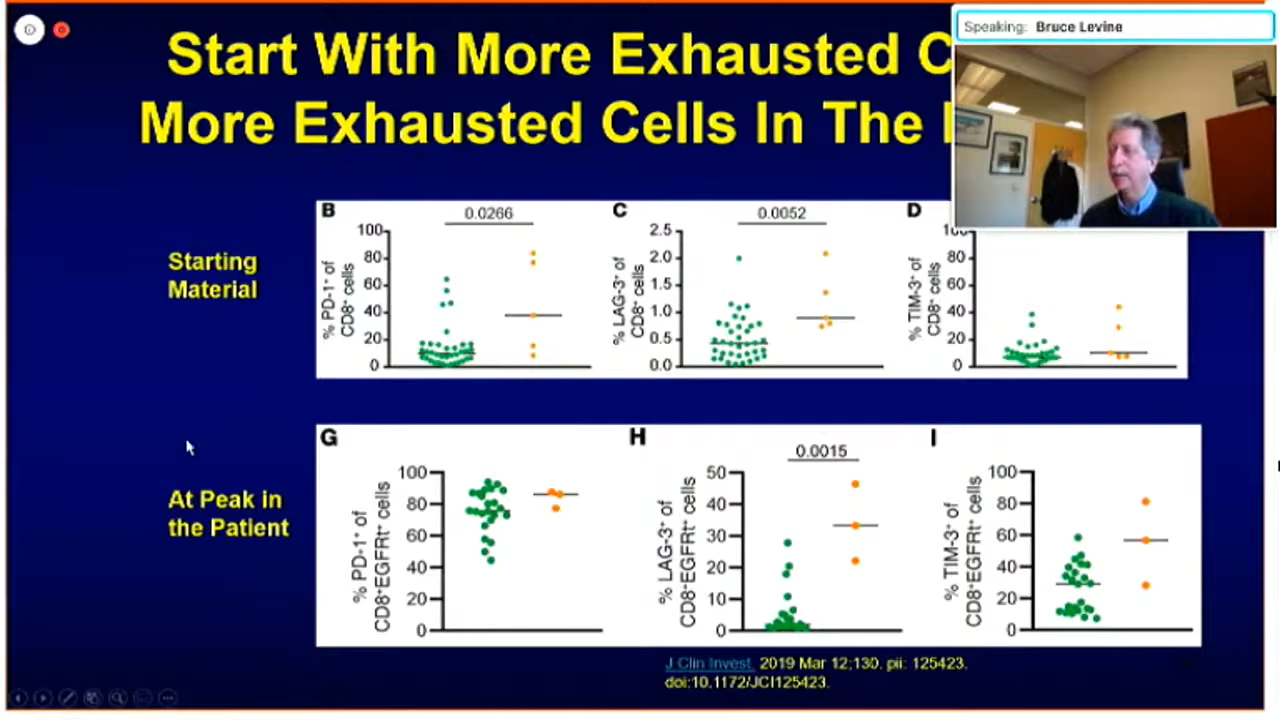 Speaking: Bruce Levine
Start With More Exhausted
More Exhausted Cells In The
Starting
Material
B
0.0266
100
80
60
40
20
0
% PD-1+ of
CD8+ cells
C
0.0052
2.5
2.0
1.5
1.0
0.5
0.0
% LAG-3+ of
CD8+ cells
D
80
60
40
20
0
% TIM-3+ of
CD8+ cells
At Peak in
the Patient
G
100
80
60
40
20
0
% PD-1+ of
CD8+EGFRt+ cells
H
0.0015
50
40
30
20
10
0
% LAG-3+ of
CD8+EGFRt+ cells
I
100
80
60
40
20
0
% TIM-3+ of
CD8+EGFRt+ cells
J Clin Invest. 2019 Mar 12;130. pii: 125423.
doi:10.1172/JCI125423.